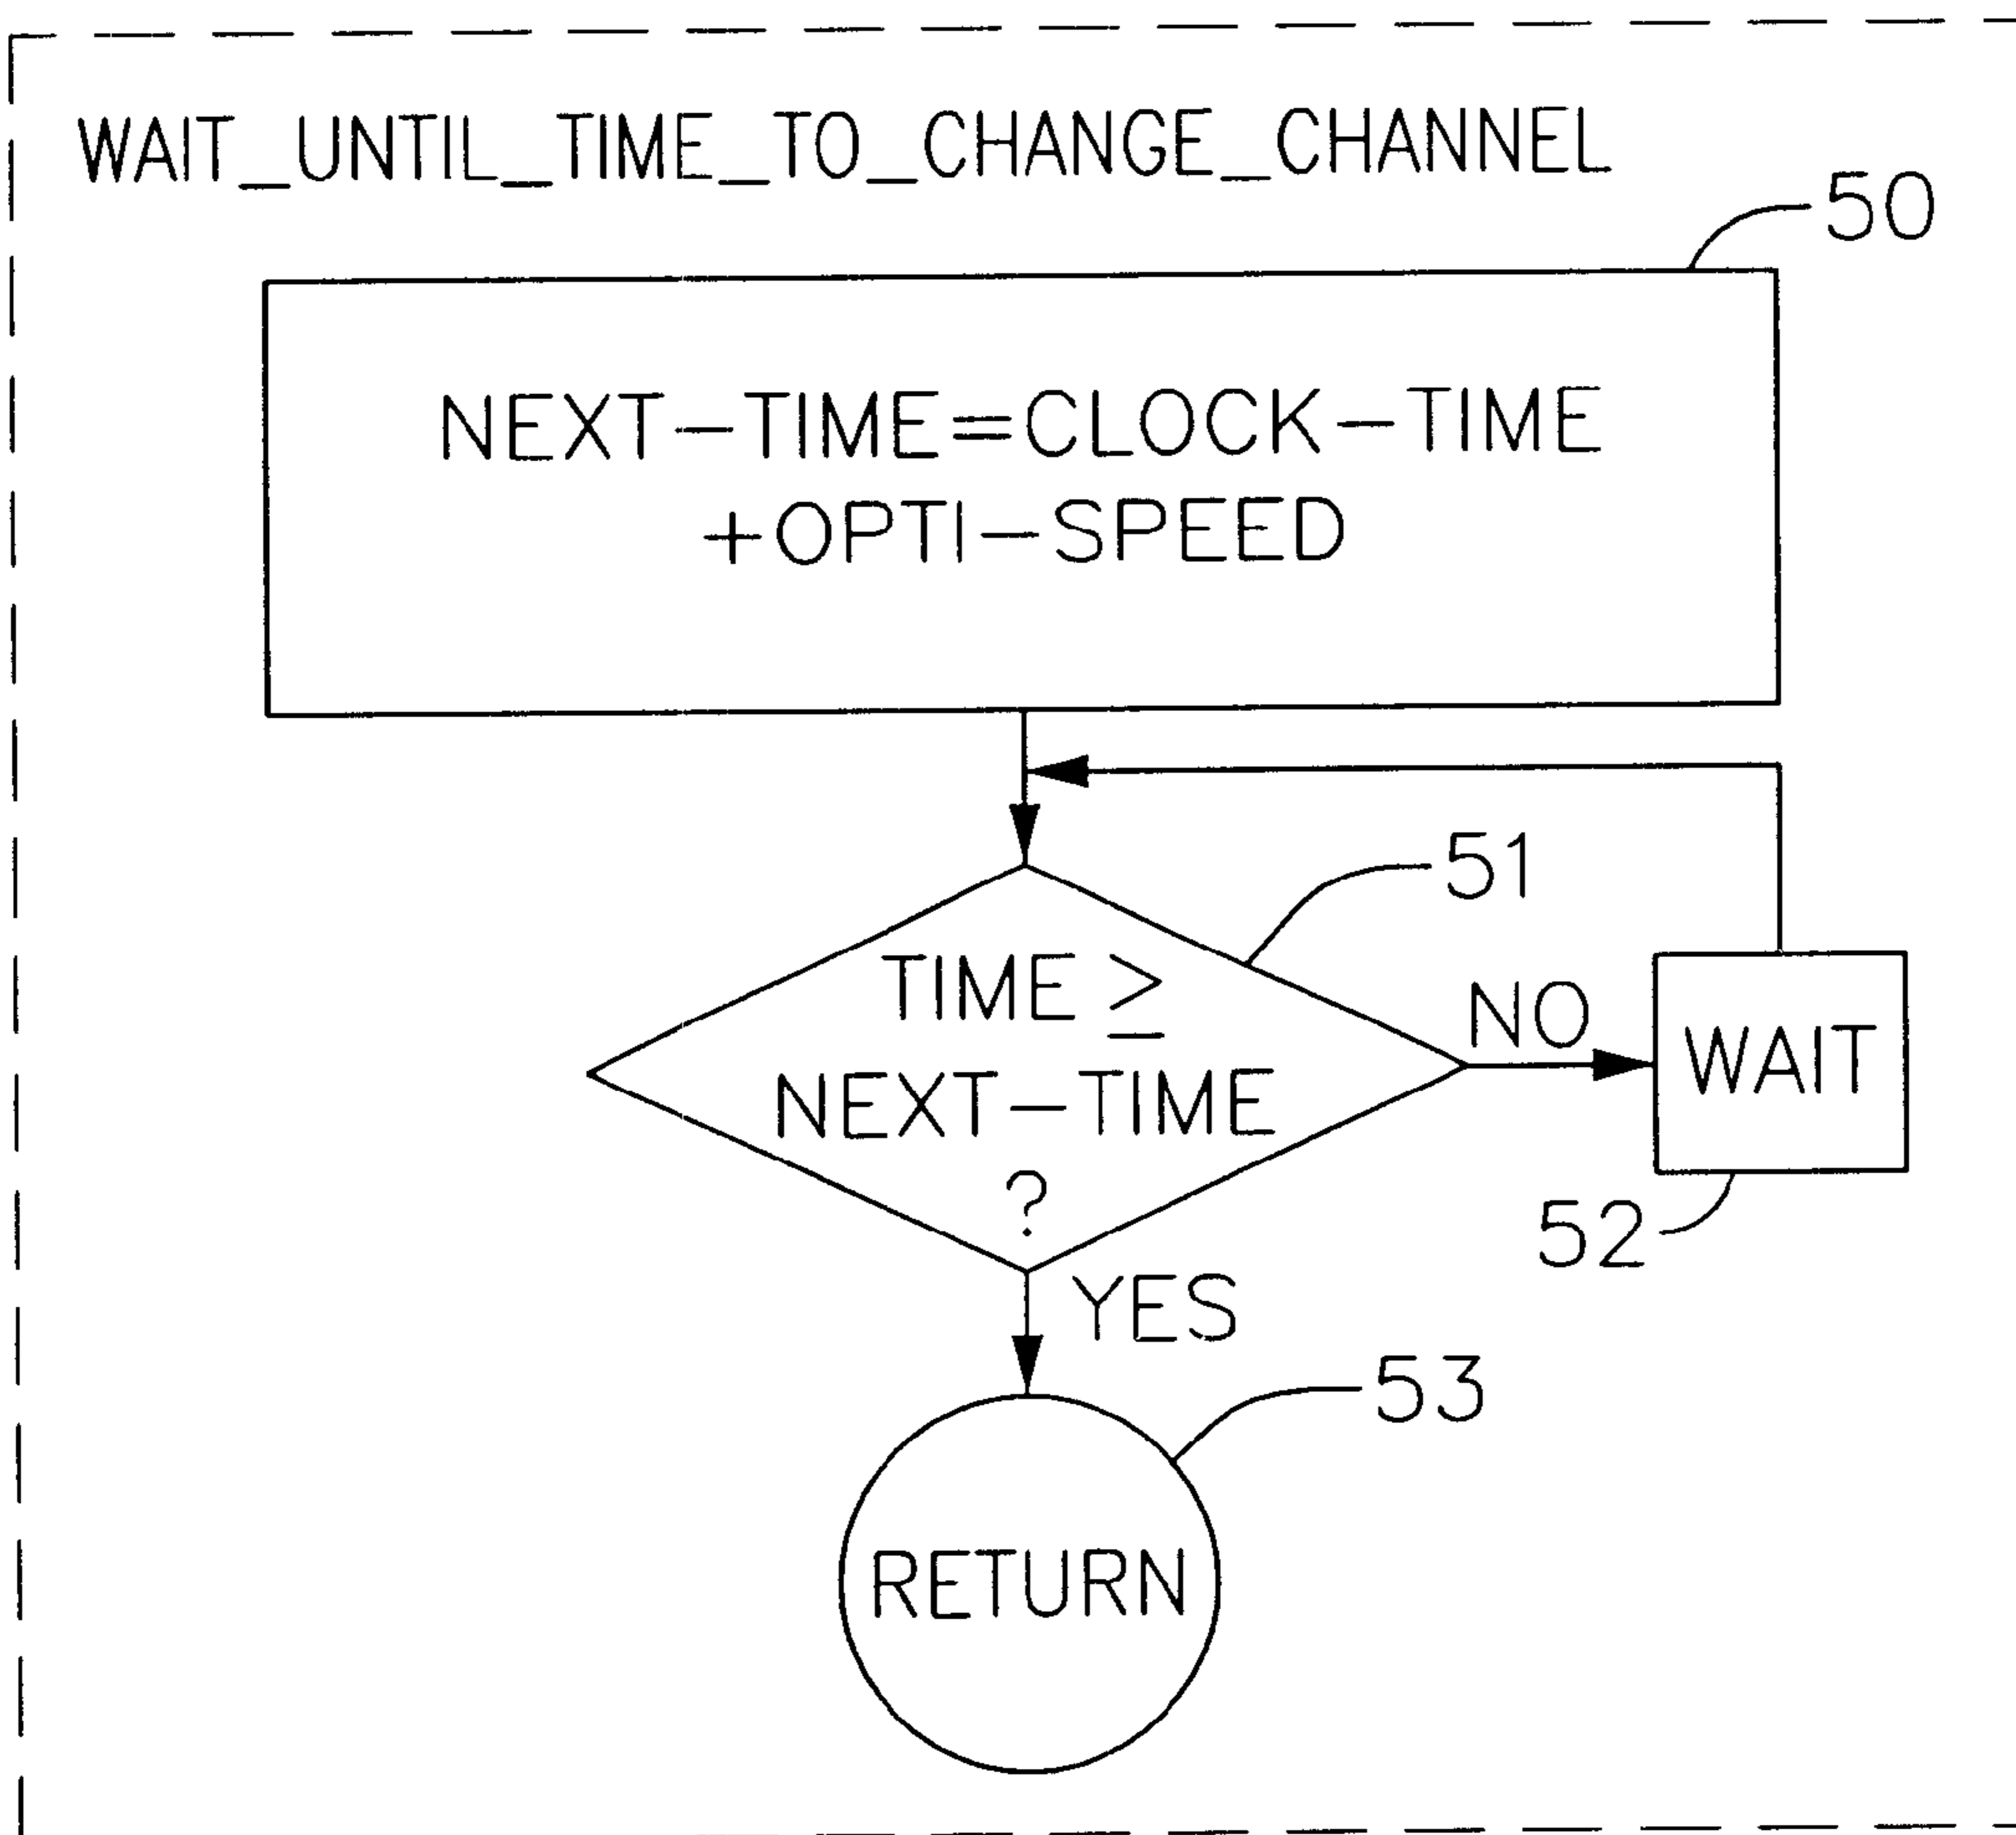 WAIT_UNTIL_TIME_TO_CHANGE_CHANNEL
50
NEXT-TIME=CLOCK-TIME
+OPTI-SPEED
51
TIME ≥
NEXT-TIME
?
NO
WAIT
52
YES
53
RETURN